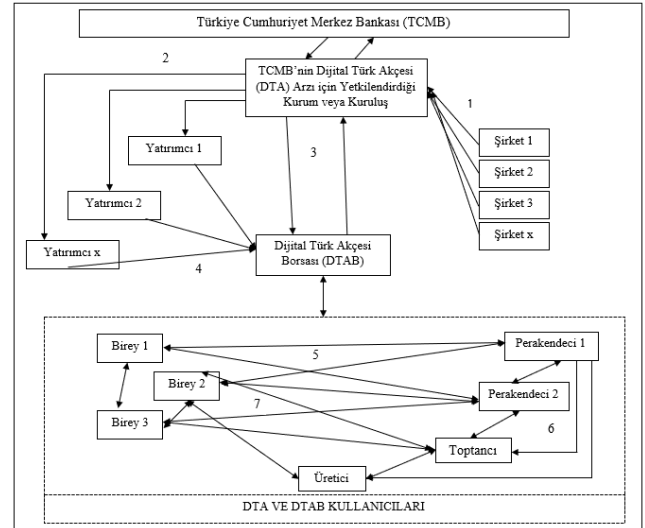 Türkiye Cumhuriyet Merkez Bankası (TCMB)
2
TCMB'nin Dijital Türk Akçesi
(DTA) Arzı için Yetkilendirdiği
Kurum veya Kuruluş
1
Şirket 1
Şirket 2
Şirket 3
Şirket x
Yatırımcı 1
3
Yatırımcı 2
Yatırımcı x
4
Dijital Türk Akçesi
Borsası (DTAB)
Birey 1
5
Perakendeci 1
Birey 2
Perakendeci 2
7
Birey 3
6
Toptancı
Üretici
DTA VE DTAB KULLANICILARI